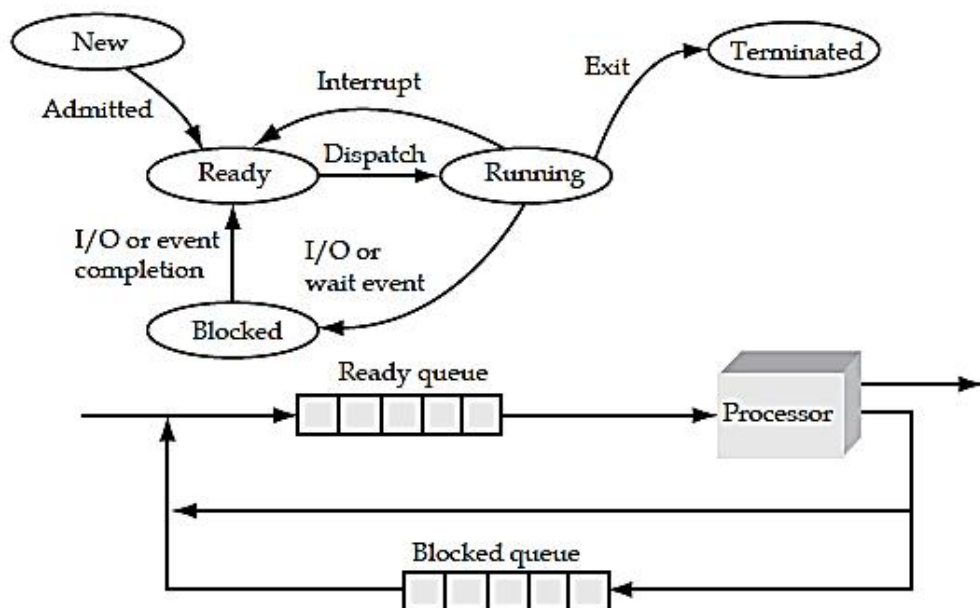 New
Terminated
Exit
Interrupt
Admitted
Dispatch
Ready
Running
I/O or event
completion
I/O or
wait event
Blocked
Ready queue
Processor
Blocked queue